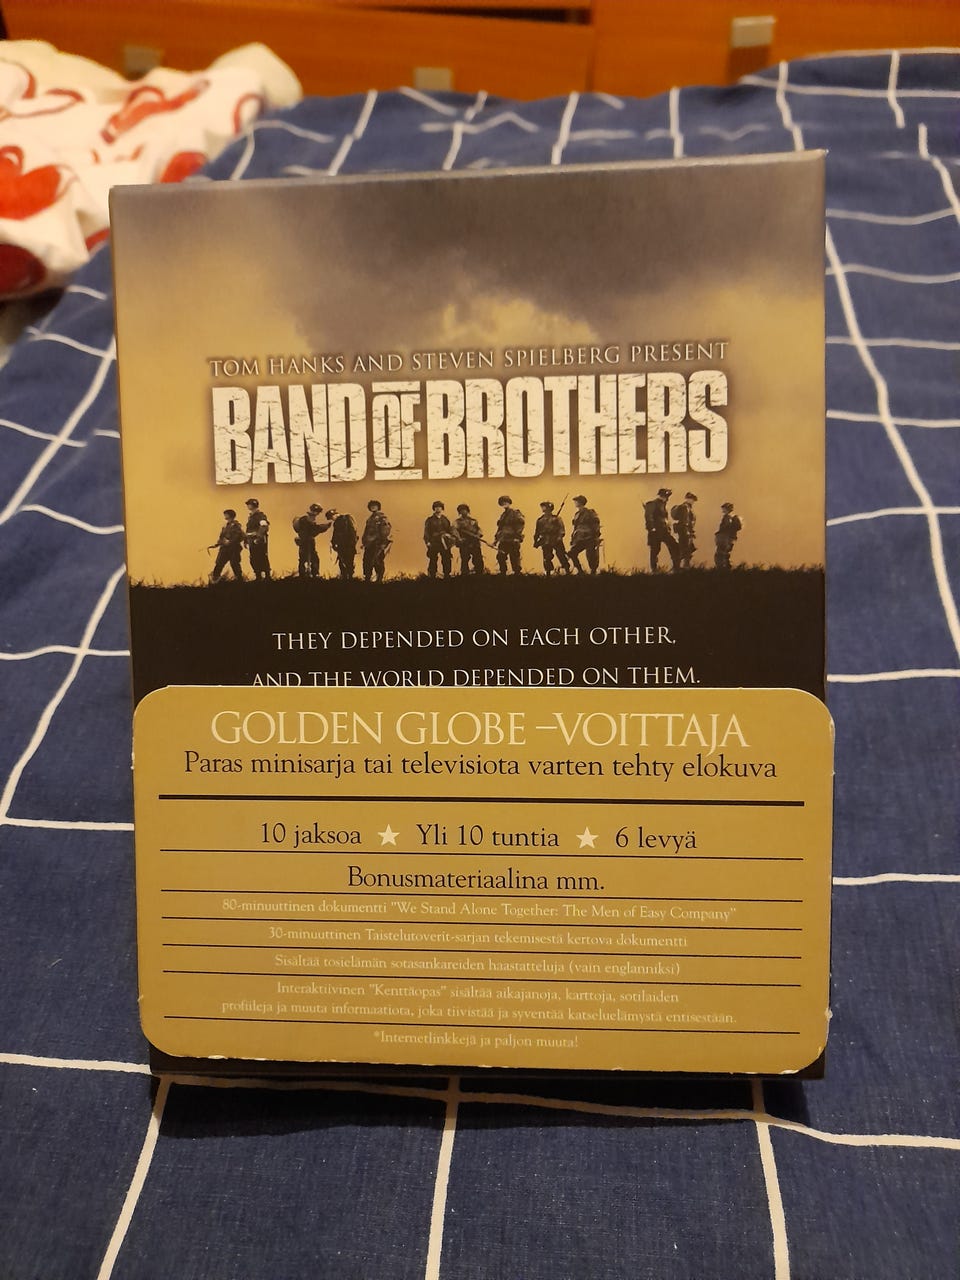 TOM HANKS AND STEVEN SPIELBERG PRESENT
BAND OF BROTHERS
THEY DEPENDED ON EACH OTHER,
AND THE WORLD DEPENDED ON THEM.
GOLDEN GLOBE –VOITTAJA
Paras minisarja tai televisiota varten tehty elokuva
10 jaksoa ★ Yli 10 tuntia ★ 6 levyä
Bonusmateriaalina mm.
80-minuuttinen dokumentti "We Stand Alone Together: The Men of Easy Company"
30-minuuttinen Taistelutoverit-sarjan tekemisestä kertova dokumentti
Sisältää tosielämän sotasankareiden haastatteluja (vain englanniksi)
Interaktiivinen "Kenttäopas" sisältää aikajanoja, karttoja, sotilaiden
profiileja ja muuta informaatiota, joka tiivistää ja syventää katseluelämystä entisestään.
*Internetlinkkejä ja paljon muuta!